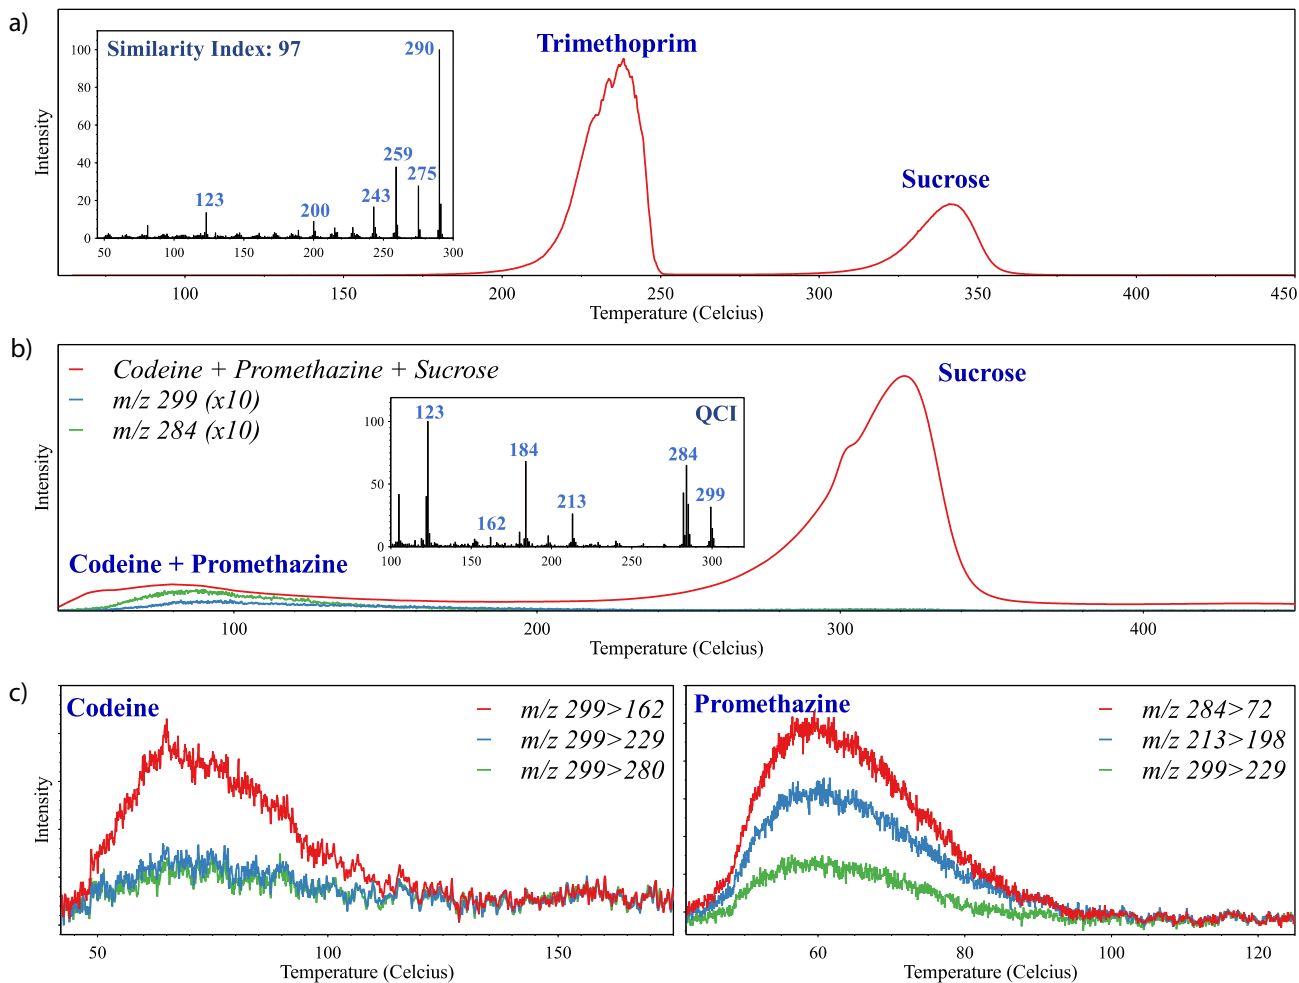 a)
Similarity Index: 97
Trimethoprim
Sucrose
Intensity
100
80
60
40
20
0
290
259
275
243
200
123
50 100 150 200 250 300
100 150 200 250 300 350 400 450
Temperature (Celcius)
b)
Codeine + Promethazine + Sucrose
m/z 299 (x10)
m/z 284 (x10)
Sucrose
QCI
Intensity
100
50
0
123
184
284
299
213
162
100 150 200 250 300
Codeine + Promethazine
100 200 300 400
Temperature (Celcius)
c)
Codeine
m/z 299>162
m/z 299>229
m/z 299>280
Intensity
50 100 150
Temperature (Celcius)
Promethazine
m/z 284>72
m/z 213>198
m/z 299>229
60 80 100 120
Temperature (Celcius)